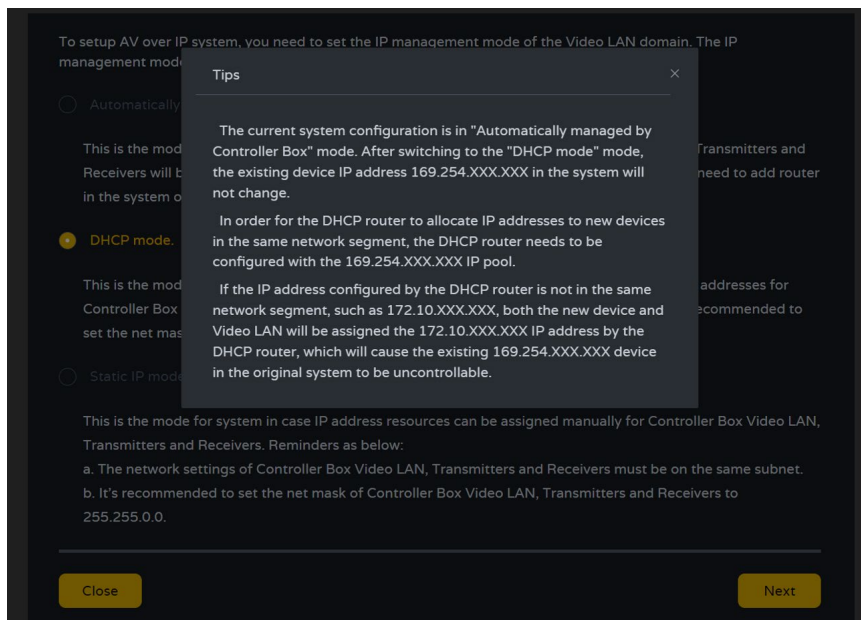 To setup AV over IP system, you need to set the IP management mode of the Video LAN domain. The IP
management mod
Tips
Automatically
The current system configuration is in "Automatically managed by
Controller Box" mode. After switching to the "DHCP mode" mode,
the existing device IP address 169.254.XXX.XXX in the system will
not change.
In order for the DHCP router to allocate IP addresses to new devices
in the same network segment, the DHCP router needs to be
configured with the 169.254.XXX.XXX IP pool.
If the IP address configured by the DHCP router is not in the same
network segment, such as 172.10.XXX.XXX, both the new device and
Video LAN will be assigned the 172.10.XXX.XXX IP address by the
DHCP router, which will cause the existing 169.254.XXX.XXX device
in the original system to be uncontrollable.
This is the mod Transmitters and
Receivers will b need to add router
in the system o
DHCP mode.
This is the mod addresses for
Controller Box ecommended to
set the net mas
Static IP mode
This is the mode for system in case IP address resources can be assigned manually for Controller Box Video LAN,
Transmitters and Receivers. Reminders as below:
a. The network settings of Controller Box Video LAN, Transmitters and Receivers must be on the same subnet.
b. It's recommended to set the net mask of Controller Box Video LAN, Transmitters and Receivers to
255.255.0.0.
Close
Next